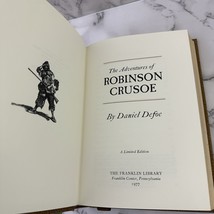 The Adventures of
ROBINSON
CRUSOE
By Daniel Defoe
A Limited Edition
THE FRANKLIN LIBRARY
Franklin Center, Pennsylvania
1977